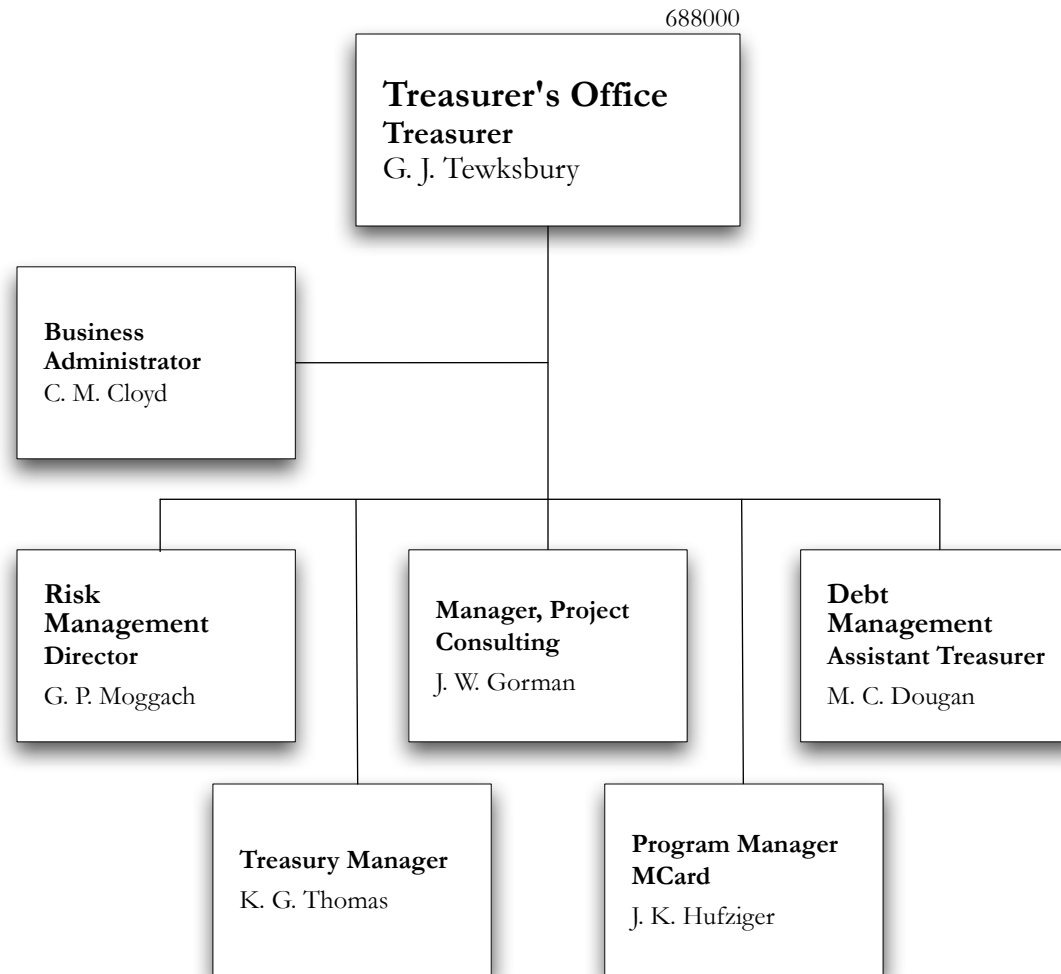 688000
Treasurer's Office
Treasurer
G. J. Tewksbury
Business
Administrator
C. M. Cloyd
Risk
Management
Director
G. P. Moggach
Manager, Project
Consulting
J. W. Gorman
Debt
Management
Assistant Treasurer
M. C. Dougan
Treasury Manager
K. G. Thomas
Program Manager
MCard
J. K. Hufziger